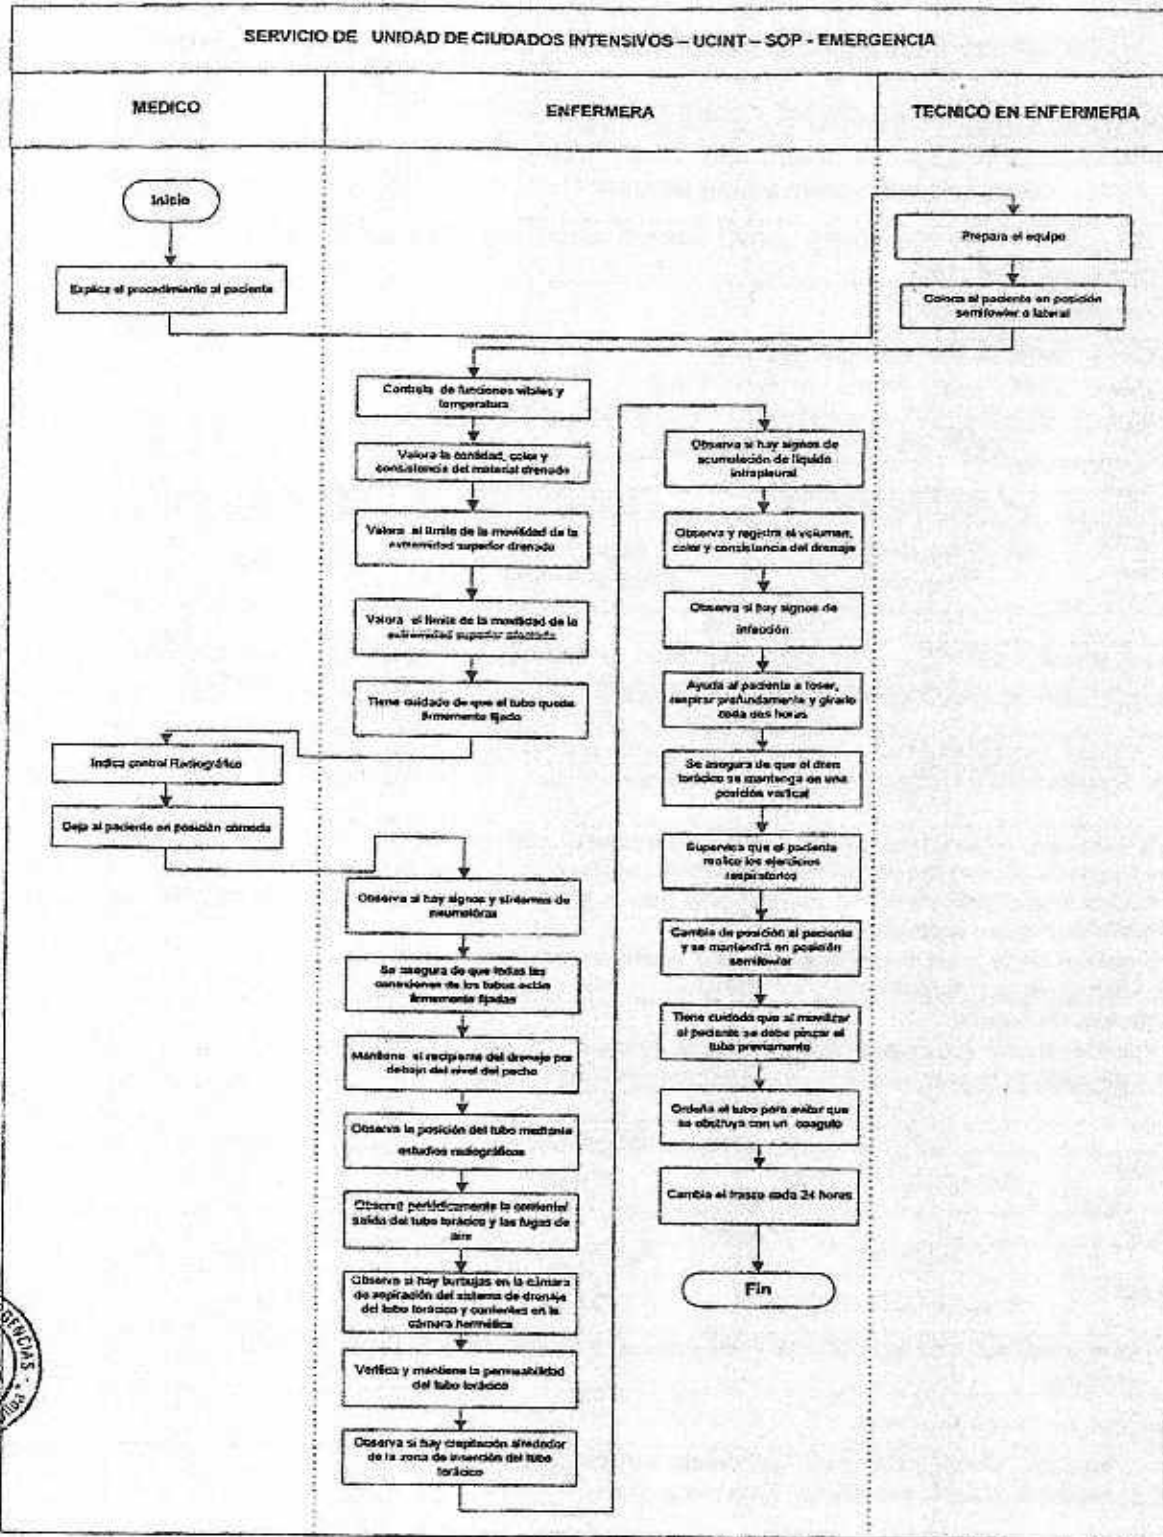 SERVICIO DE UNIDAD DE CIUDADOS INTENSIVOS – UCINT – SOP - EMERGENCIA
MEDICO
ENFERMERA
TECNICO EN ENFERMERIA
Inicio
Explica el procedimiento al paciente
Prepara el equipo
Coloca al paciente en posición
semifowler o lateral
Controla de funciones vitales y
temperatura
Valora la cantidad, color y
consistencia del material drenado
Valora el límite de la movilidad de la
extremidad superior drenado
Valora el límite de la movilidad de la
extremidad superior afectada
Tiene cuidado de que el tubo quede
firmemente fijado
Indica control Radiográfico
Deja al paciente en posición cómoda
Observa si hay signos y síntomas de
neumotórax
Se asegura de que todas las
conexiones de los tubos están
firmemente fijadas
Mantiene el recipiente del drenaje por
debajo del nivel del pecho
Observa la posición del tubo mediante
estudios radiográficos
Observa periódicamente la corriente/
salida del tubo torácico y las fugas de
aire
Observa si hay burbujas en la cámara
de aspiración del sistema de drenaje
del tubo torácico y corrientes en la
cámara hermética
Verifica y mantiene la permeabilidad
del tubo torácico
Observa si hay crepitación alrededor
de la zona de inserción del tubo
torácico
Observa si hay signos de
acumulación de líquido
intrapleural
Observa y registra el volumen,
color y consistencia del drenaje
Observa si hay signos de
infección
Ayuda al paciente a toser,
respirar profundamente y girarlo
cada dos horas
Se asegura de que el dren
torácico se mantenga en una
posición vertical
Supervisa que el paciente
realice los ejercicios
respiratorios
Cambia de posición al paciente
y se mantendrá en posición
semifowler
Tiene cuidado que al movilizar
al paciente se debe pinzar el
tubo previamente
Ordeña el tubo para evitar que
se obstruya con un coagulo
Cambia el frasco cada 24 horas
Fin